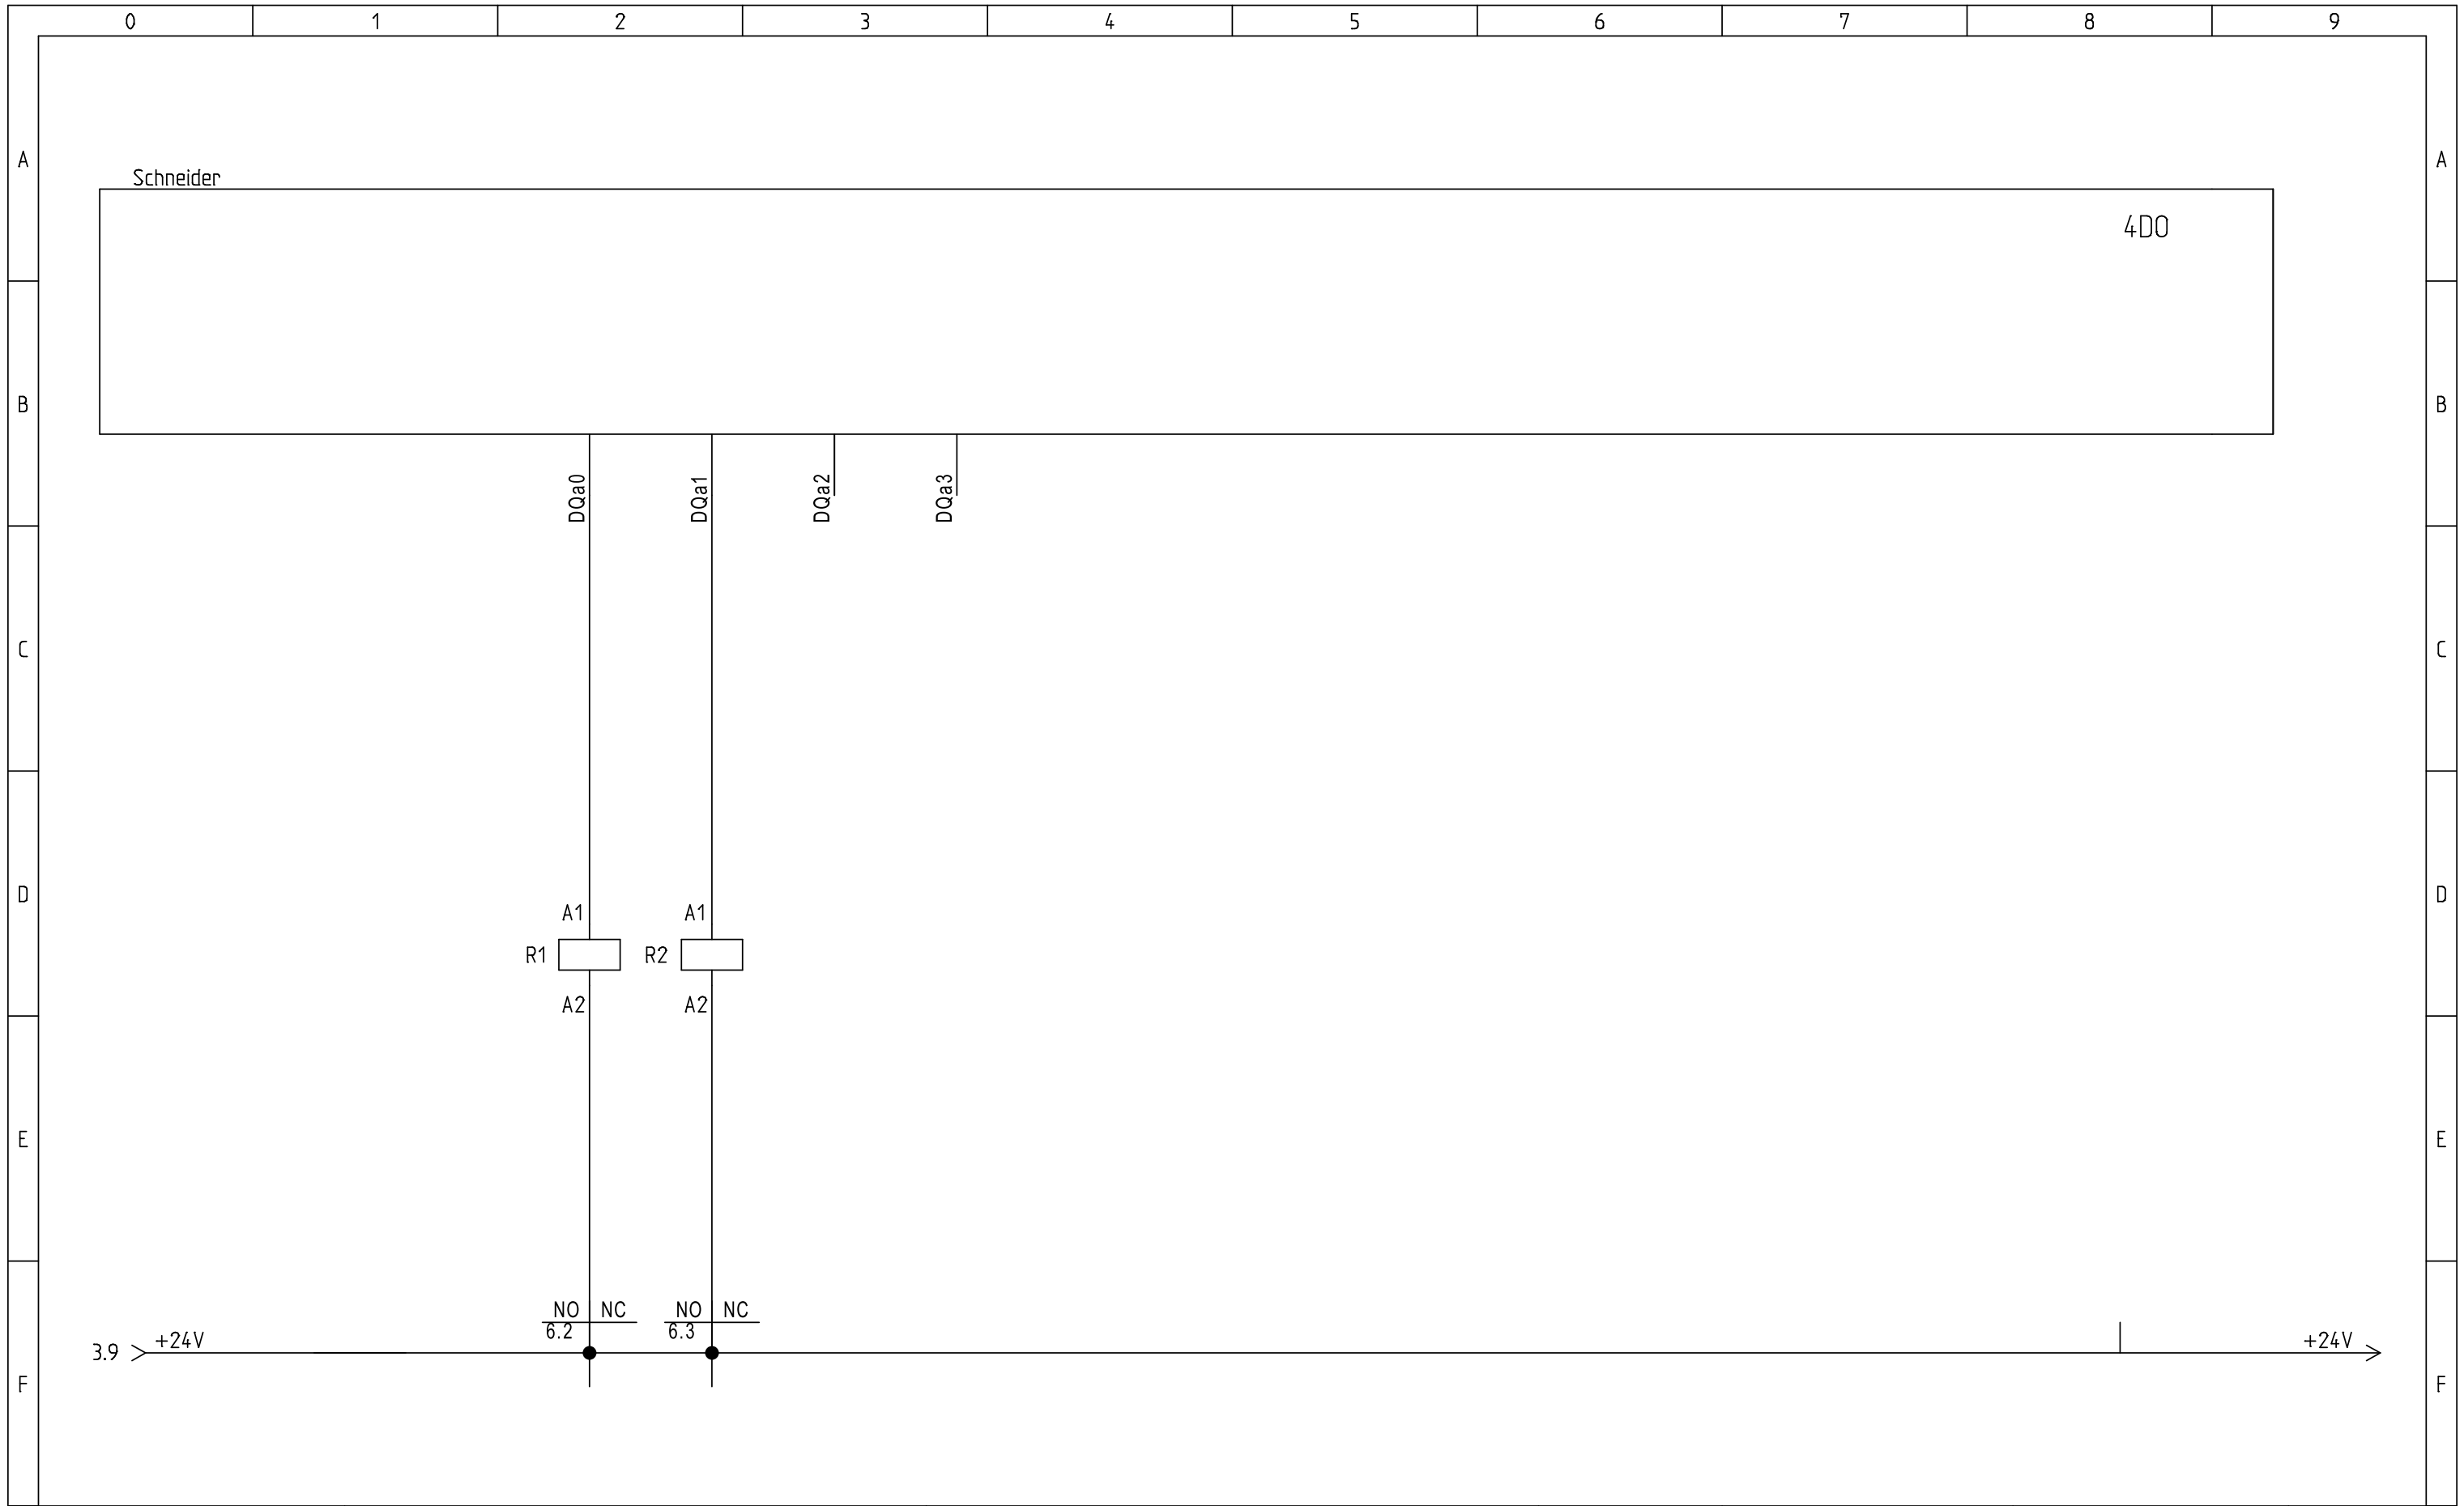 0 1 2 3 4 5 6 7 8 9
A A
Schneider
4DO
B B
DQa0 DQa1 DQa2 DQa3
C C
D D
A1 A1
R1 R2
A2 A2
E E
NO NC NO NC
6.2 6.3
3.9 +24V +24V
F F